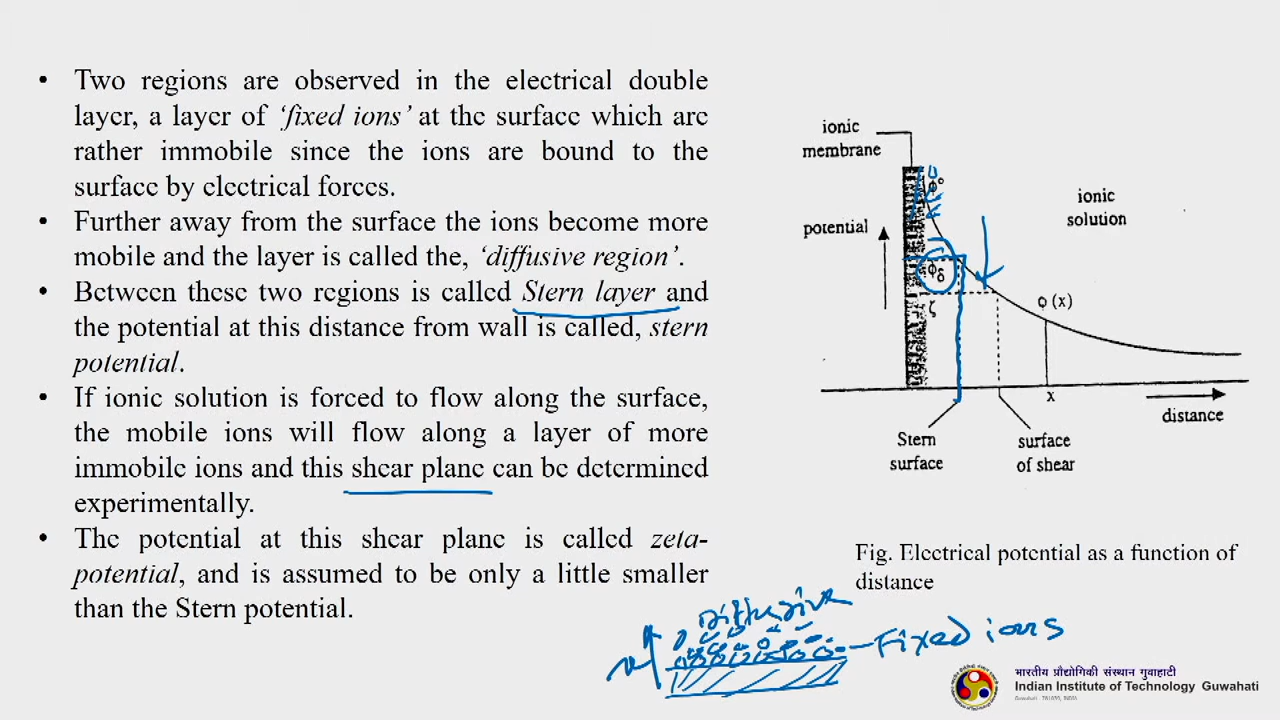 • Two regions are observed in the electrical double
layer, a layer of ‘fixed ions’ at the surface which are
rather immobile since the ions are bound to the
surface by electrical forces.
• Further away from the surface the ions become more
mobile and the layer is called the, ‘diffusive region’.
• Between these two regions is called Stern layer and
the potential at this distance from wall is called, stern
potential.
• If ionic solution is forced to flow along the surface,
the mobile ions will flow along a layer of more
immobile ions and this shear plane can be determined
experimentally.
• The potential at this shear plane is called zeta-
potential, and is assumed to be only a little smaller
than the Stern potential.
ionic
membrane
ϕ°
ionic
solution
potential
ϕδ
ζ
(x)
x
distance
Stern
surface
surface
of shear
Fig. Electrical potential as a function of
distance
Diffusive
Fixed ions
भारतीय प्रौद्योगिकी संस्थान गुवाहाटी
Indian Institute of Technology Guwahati